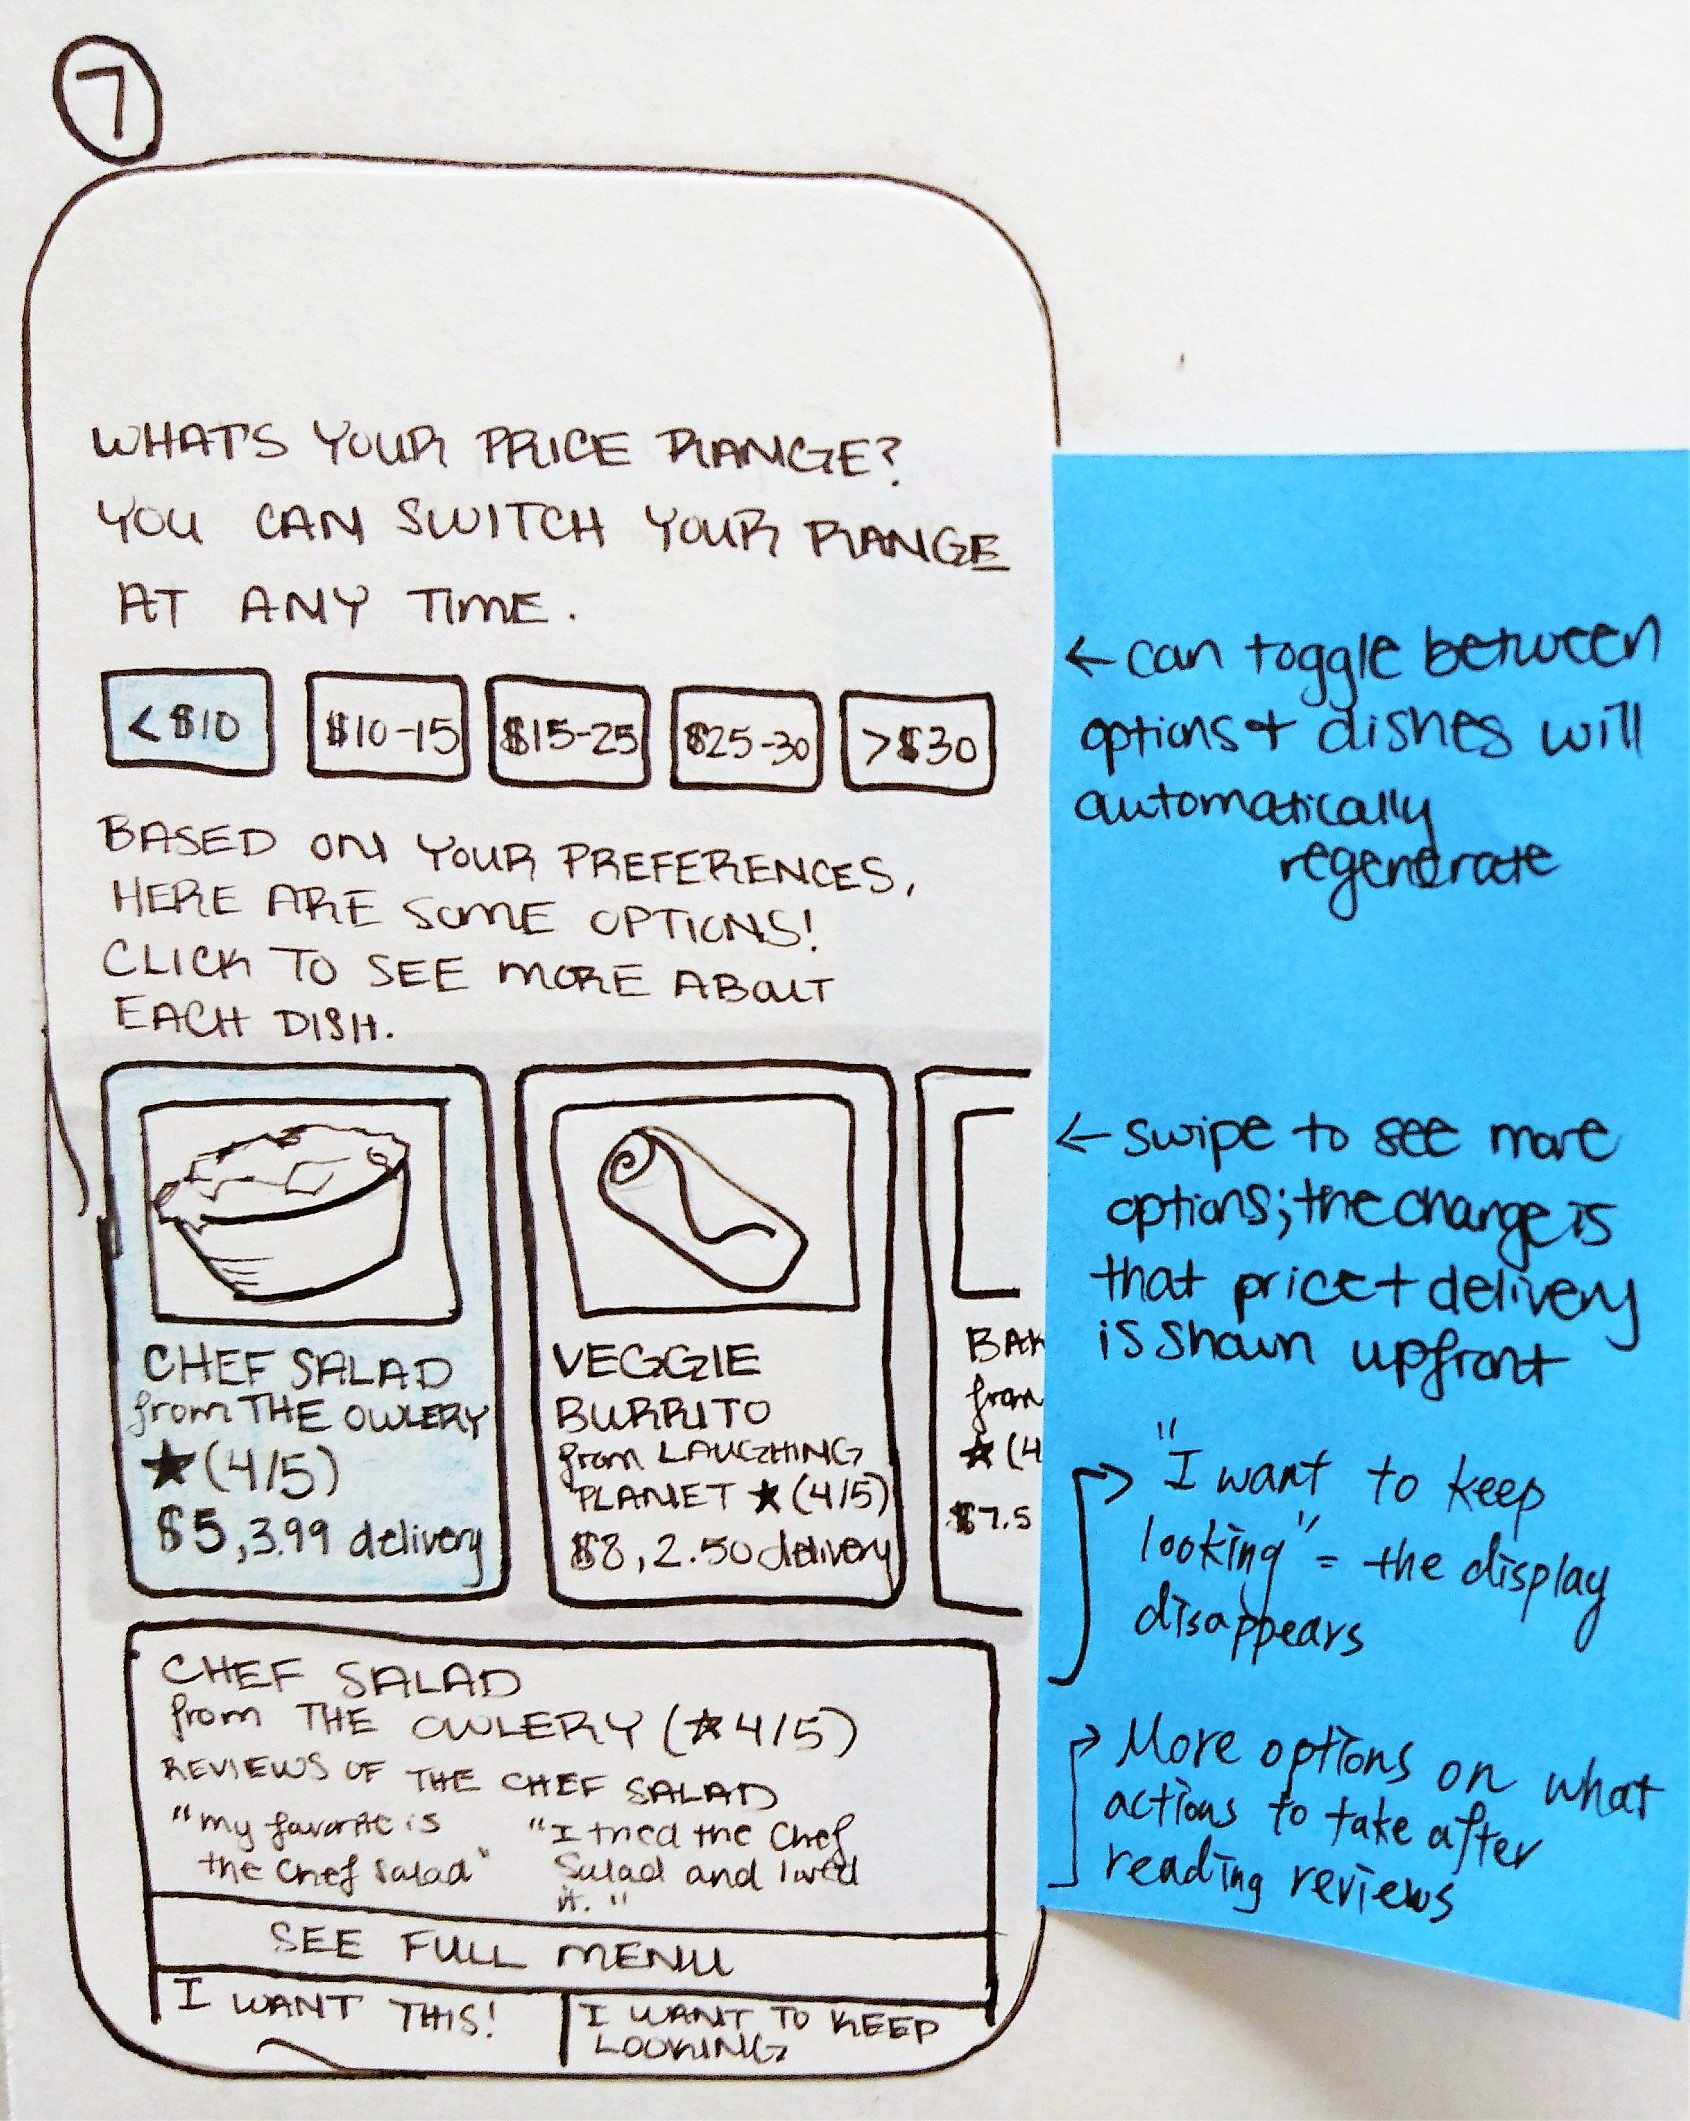 7
WHAT'S YOUR PRICE RANGE?
YOU CAN SWITCH YOUR RANGE
AT ANY TIME.
<$10
$10-15
$15-25
$25-30
>$30
BASED ON YOUR PREFERENCES,
HERE ARE SOME OPTIONS!
CLICK TO SEE MORE ABOUT
EACH DISH.
CHEF SALAD
from THE OWLERY
★(4/5)
$5, 3.99 delivery
VEGGIE
BURRITO
from LAUGHING
PLANET ★(4/5)
$8, 2.50 delivery
BAK
from
★(4
$7.5
CHEF SALAD
from THE OWLERY (★4/5)
REVIEWS OF THE CHEF SALAD
"my favorite is
the Chef Salad"
"I tried the Chef
Salad and loved
it."
SEE FULL MENU
I WANT THIS!
I WANT TO KEEP
LOOKING
← can toggle between
options + dishes will
automatically
regenerate
← swipe to see more
options; the change is
that price + delivery
is shown upfront
"I want to keep
looking" = the display
disappears
More options on what
actions to take after
reading reviews